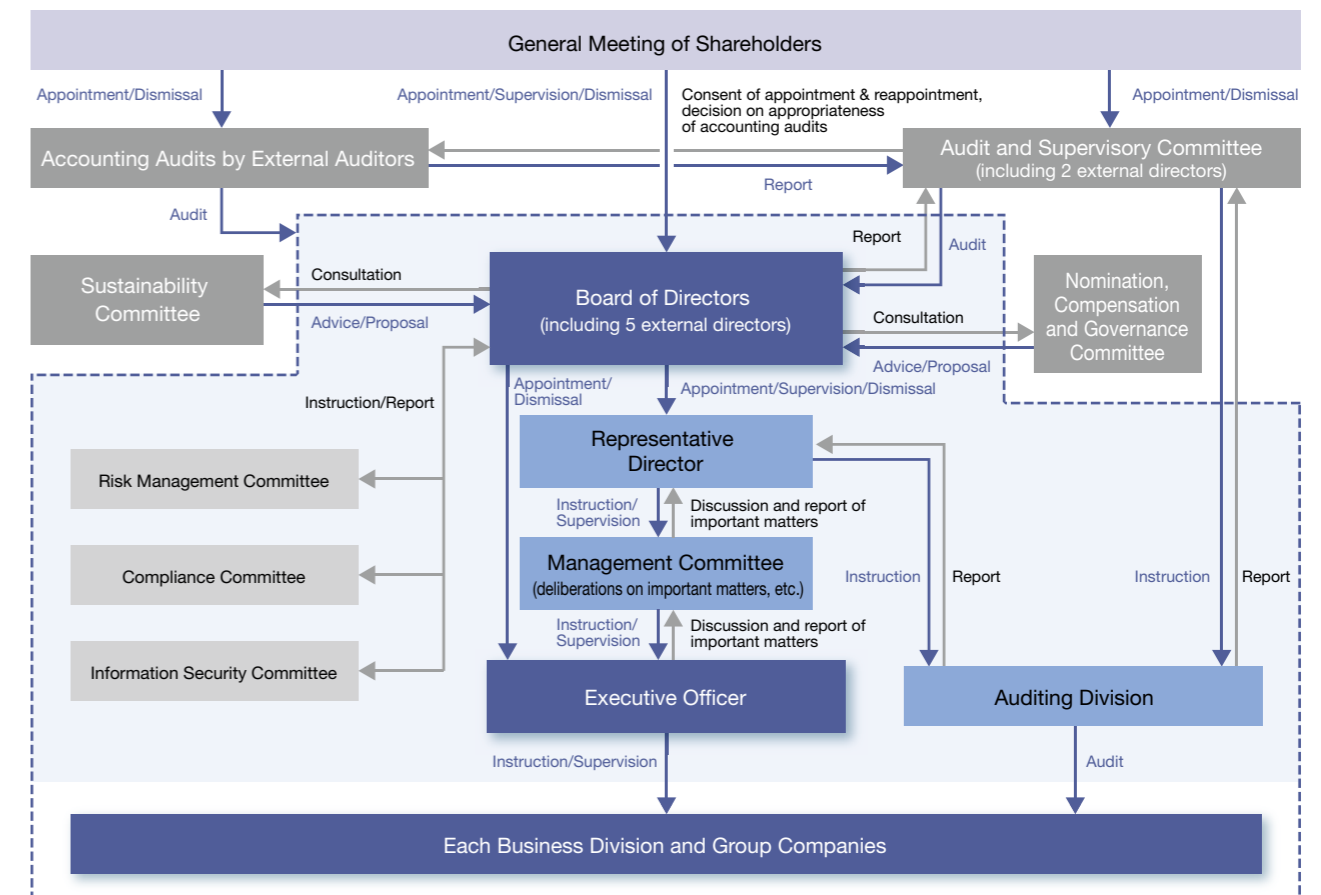 General Meeting of Shareholders
Appointment/Dismissal
Appointment/Supervision/Dismissal
Consent of appointment & reappointment,
decision on appropriateness
of accounting audits
Appointment/Dismissal
Accounting Audits by External Auditors
Audit and Supervisory Committee
(including 2 external directors)
Report
Audit
Report
Audit
Sustainability
Committee
Consultation
Advice/Proposal
Board of Directors
(including 5 external directors)
Consultation
Advice/Proposal
Nomination,
Compensation
and Governance
Committee
Instruction/Report
Appointment/
Dismissal
Appointment/Supervision/Dismissal
Representative
Director
Risk Management Committee
Instruction/
Supervision
Discussion and report of
important matters
Compliance Committee
Management Committee
(deliberations on important matters, etc.)
Instruction
Report
Instruction
Report
Instruction/
Supervision
Discussion and report of
important matters
Information Security Committee
Executive Officer
Auditing Division
Instruction/Supervision
Audit
Each Business Division and Group Companies